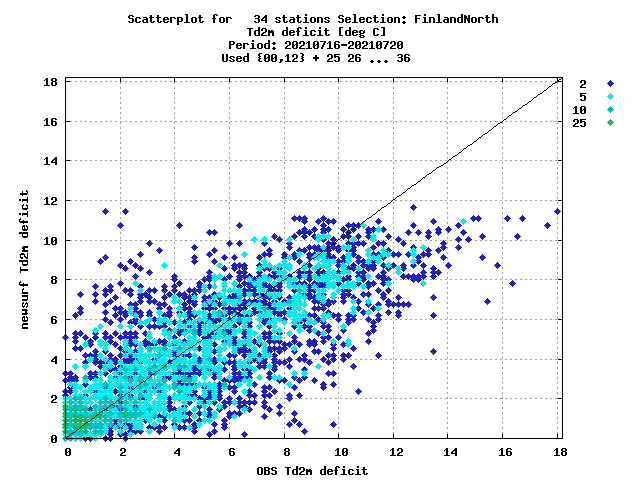 Scatterplot for   34 stations Selection: FinlandNorth
Td2m deficit [deg C]
Period: 20210716-20210720
Used {00,12} + 25 26 ... 36
2
5
10
25
newsurf Td2m deficit
18
16
14
12
10
8
6
4
2
0
0 2 4 6 8 10 12 14 16 18
OBS Td2m deficit